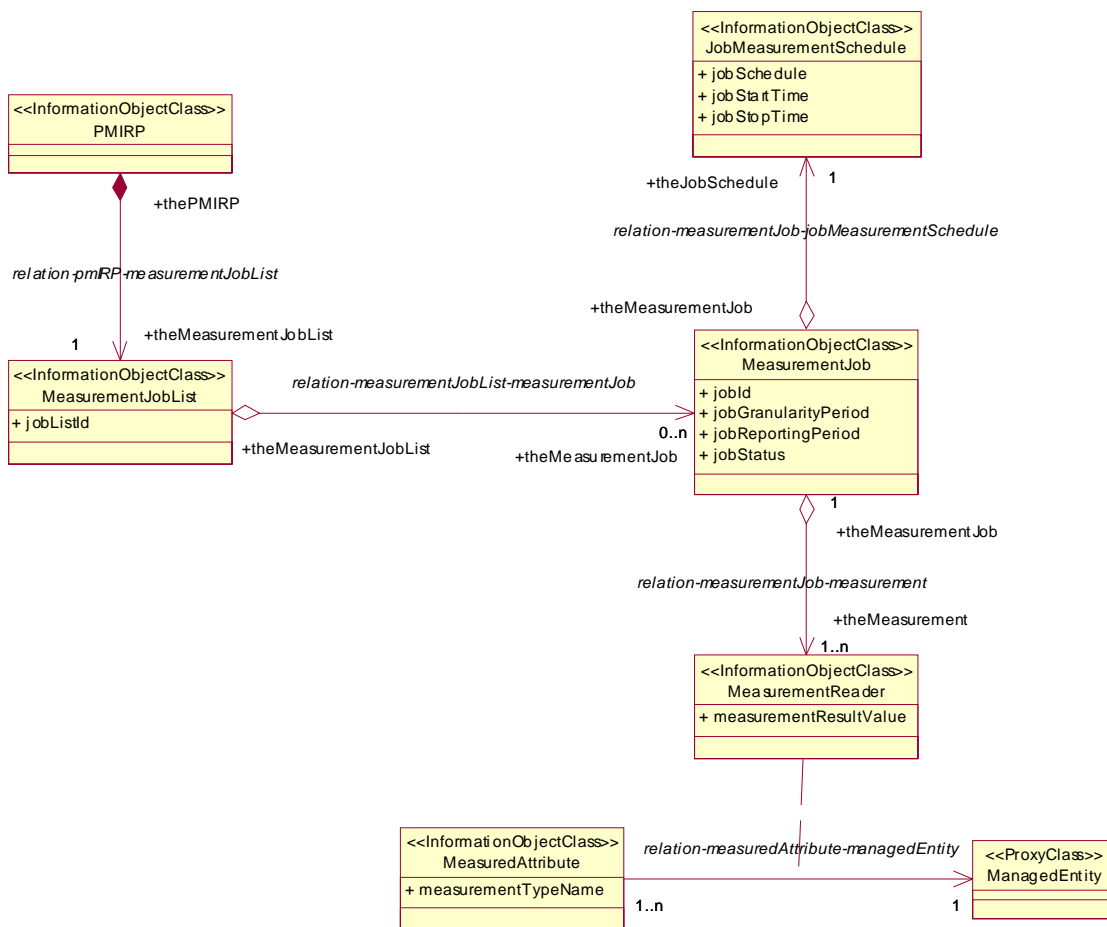 <<InformationObjectClass>>
JobMeasurementSchedule
+ jobSchedule
+ jobStartTime
+ jobStopTime
<<InformationObjectClass>>
PMIRP
+theJobSchedule
1
+thePMIRP
relation-measurementJob-jobMeasurementSchedule
relation-pmIRP-measurementJobList
+theMeasurementJob
1
+theMeasurementJobList
<<InformationObjectClass>>
MeasurementJobList
+ jobListId
relation-measurementJobList-measurementJob
+theMeasurementJobList
0..n
+theMeasurementJob
<<InformationObjectClass>>
MeasurementJob
+ jobId
+ jobGranularityPeriod
+ jobReportingPeriod
+ jobStatus
1
+theMeasurementJob
relation-measurementJob-measurement
+theMeasurement
1..n
<<InformationObjectClass>>
MeasurementReader
+ measurementResultValue
<<InformationObjectClass>>
MeasuredAttribute
+ measurementTypeName
relation-measuredAttribute-managedEntity
1..n
1
<<ProxyClass>>
ManagedEntity